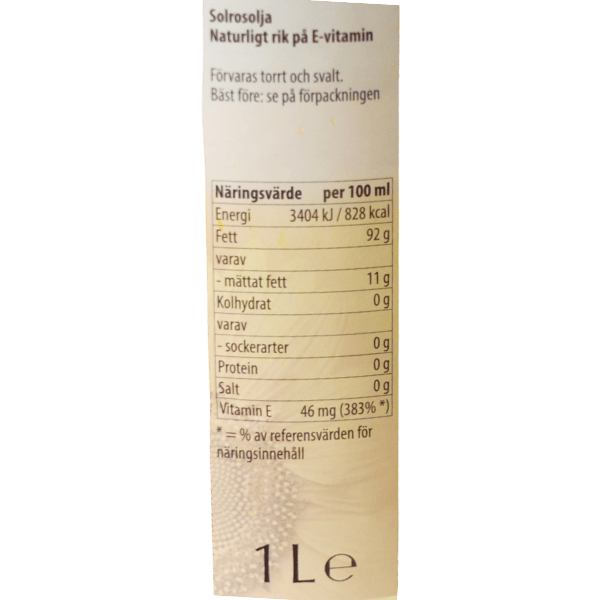 Solrosolja
Naturligt rik på E-vitamin
Förvaras torrt och svalt.
Bäst före: se på förpackningen
Näringsvärde per 100 ml
Energi 3404 kJ / 828 kcal
Fett 92 g
varav
- mättat fett 11 g
Kolhydrat 0 g
varav
- sockerarter 0 g
Protein 0 g
Salt 0 g
Vitamin E 46 mg (383% *)
* = % av referensvärden för
näringsinnehåll
1 L e